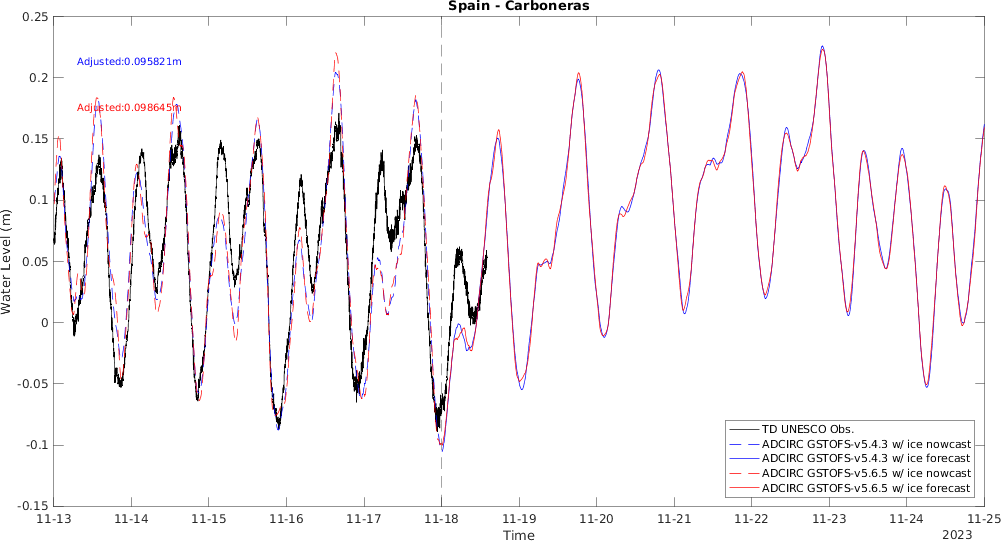 Spain - Carboneras
0.25
0.2
0.15
0.1
0.05
0
-0.05
-0.1
-0.15
Water Level (m)
Adjusted:0.095821m
Adjusted:0.098645m
TD UNESCO Obs.
ADCIRC GSTOFS-v5.4.3 w/ ice nowcast
ADCIRC GSTOFS-v5.4.3 w/ ice forecast
ADCIRC GSTOFS-v5.6.5 w/ ice nowcast
ADCIRC GSTOFS-v5.6.5 w/ ice forecast
11-13 11-14 11-15 11-16 11-17 11-18 11-19 11-20 11-21 11-22 11-23 11-24 11-25
Time
2023